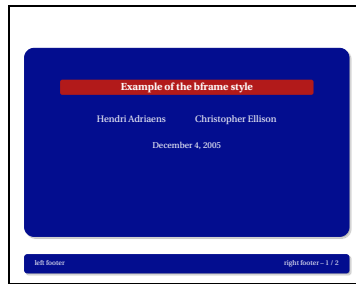 Example of the bframe style
Hendri Adriaens Christopher Ellison
December 4, 2005
left footer right footer – 1 / 2